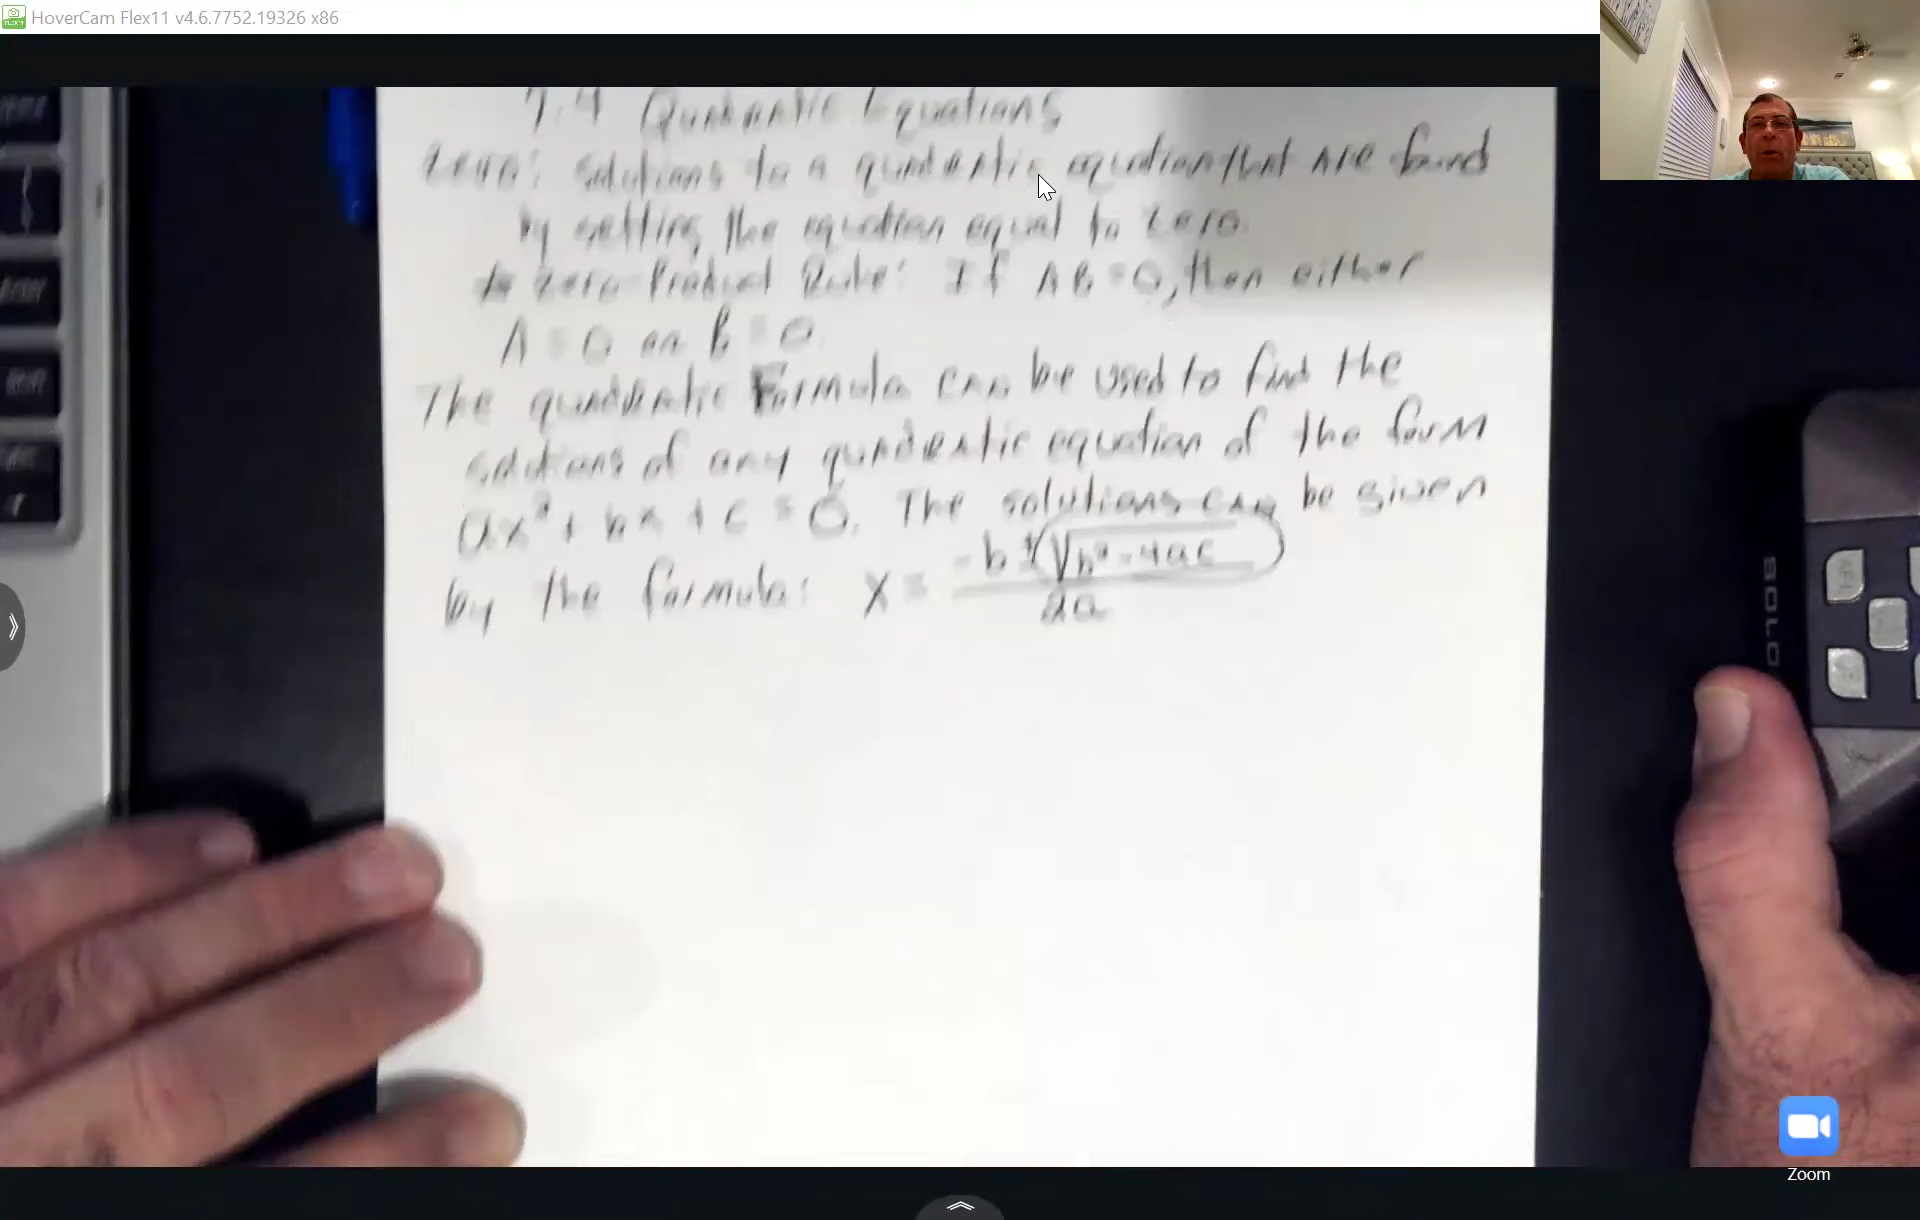 HoverCam Flex11 v4.6.7752.19326 x86
7.4 Quadratic Equations
Zero: solutions to a quadratic equation that are found
by setting the equation equal to zero.
* Zero-Product Rule: If AB = 0, then either
A = 0 or B = 0.
The quadratic Formula can be used to find the
solutions of any quadratic equation of the form
ax² + bx + c = 0. The solutions can be given
by the formula: x = (-b ± √(b² - 4ac)) / 2a
SOLO
Zoom